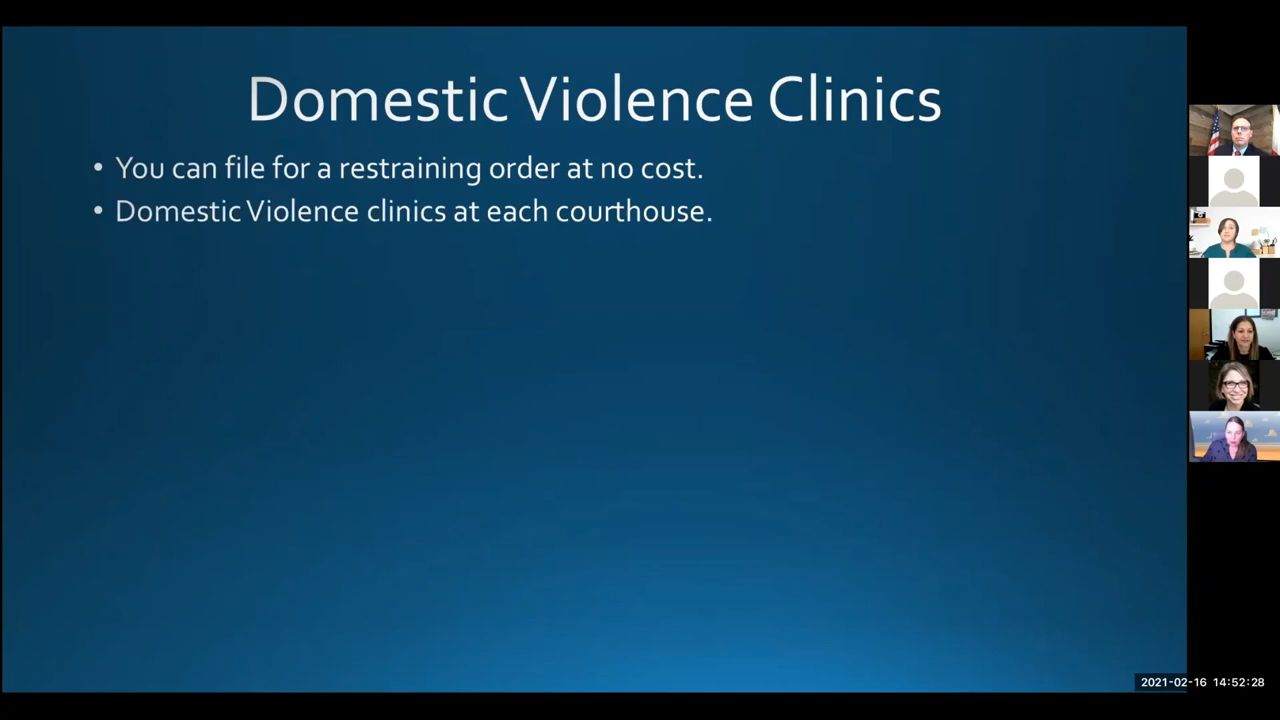 Domestic Violence Clinics
• You can file for a restraining order at no cost.
• Domestic Violence clinics at each courthouse.
2021-02-16 14:52:28